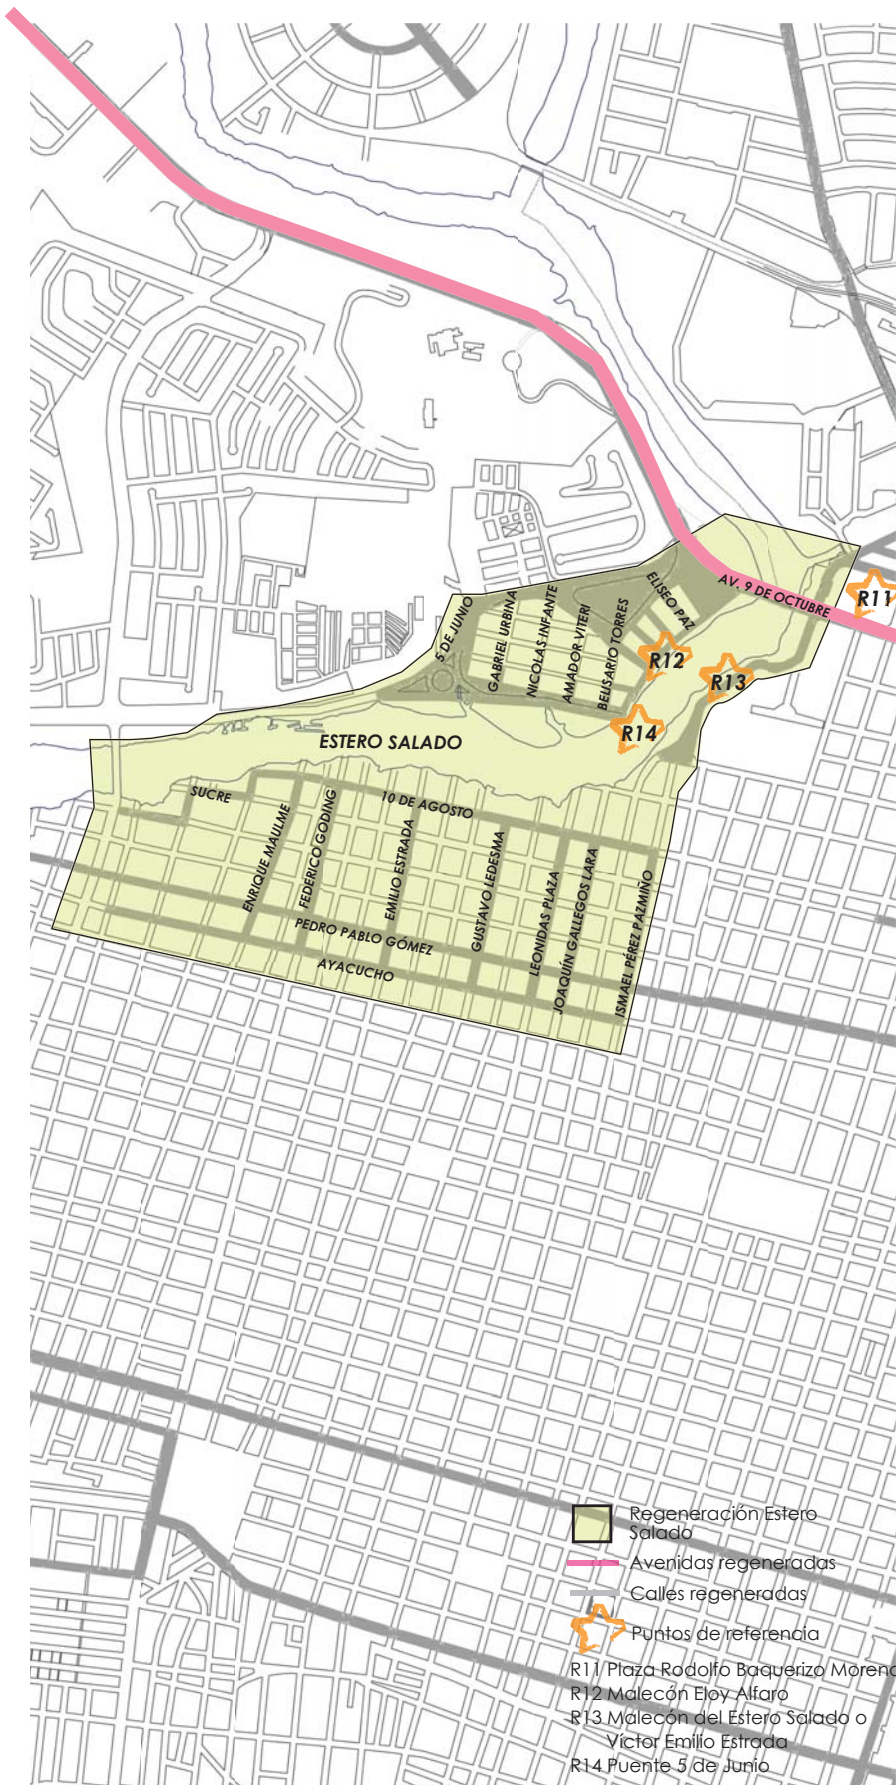 AV. 9 DE OCTUBRE
R11
ELISEO PAZ
5 DE JUNIO
GABRIEL URBINA
NICOLAS INFANTE
AMADOR VITERI
BELISARIO TORRES
R12
R13
R14
ESTERO SALADO
SUCRE
10 DE AGOSTO
ENRIQUE MAULME
FEDERICO GODING
EMILIO ESTRADA
GUSTAVO LEDESMA
LEONIDAS PLAZA
JOAQUÍN GALLEGOS LARA
ISMAEL PÉREZ PAZMIÑO
PEDRO PABLO GÓMEZ
AYACUCHO
Regeneración Estero
Salado
Avenidas regeneradas
Calles regeneradas
Puntos de referencia
R11 Plaza Rodolfo Baquerizo Moreno
R12 Malecón Eloy Alfaro
R13 Malecón del Estero Salado o
Víctor Emilio Estrada
R14 Puente 5 de Junio